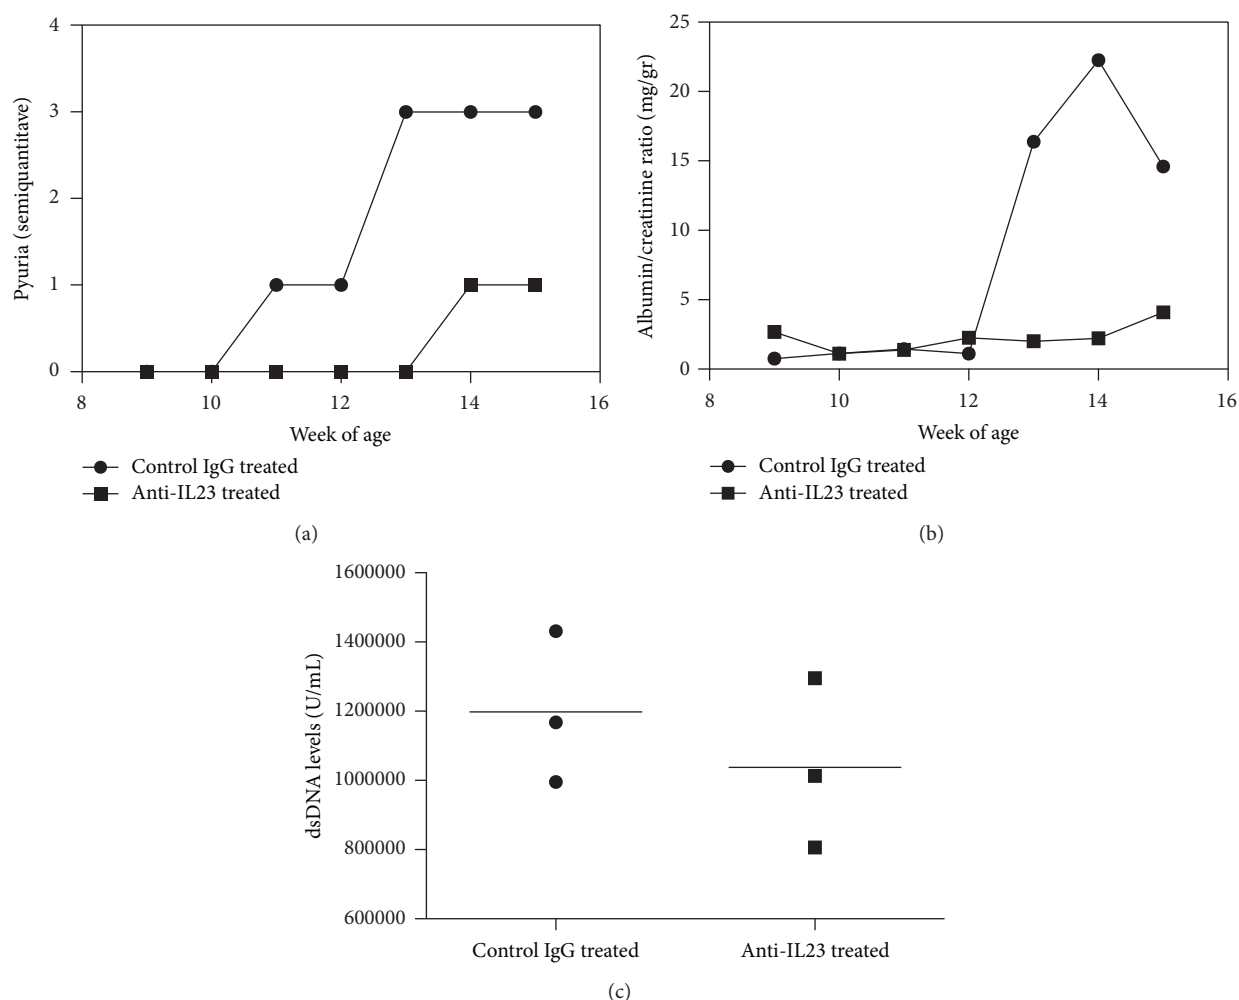 4
3
2
1
0
Pyuria (semiquantitave)
8 10 12 14 16
Week of age
Control IgG treated
Anti-IL23 treated
(a)
25
20
15
10
5
0
Albumin/creatinine ratio (mg/gr)
8 10 12 14 16
Week of age
Control IgG treated
Anti-IL23 treated
(b)
1600000
1400000
1200000
1000000
800000
600000
dsDNA levels (U/mL)
Control IgG treated Anti-IL23 treated
(c)